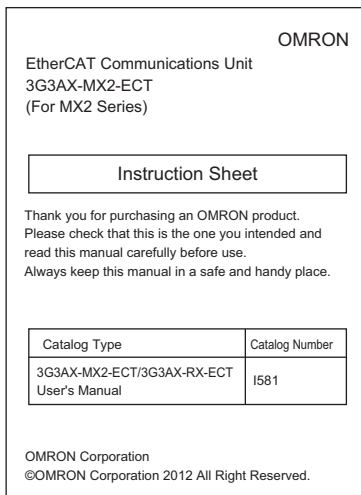 OMRON
EtherCAT Communications Unit
3G3AX-MX2-ECT
(For MX2 Series)
Instruction Sheet
Thank you for purchasing an OMRON product.
Please check that this is the one you intended and
read this manual carefully before use.
Always keep this manual in a safe and handy place.
Catalog Type Catalog Number
3G3AX-MX2-ECT/3G3AX-RX-ECT
User's Manual
I581
OMRON Corporation
©OMRON Corporation 2012 All Right Reserved.